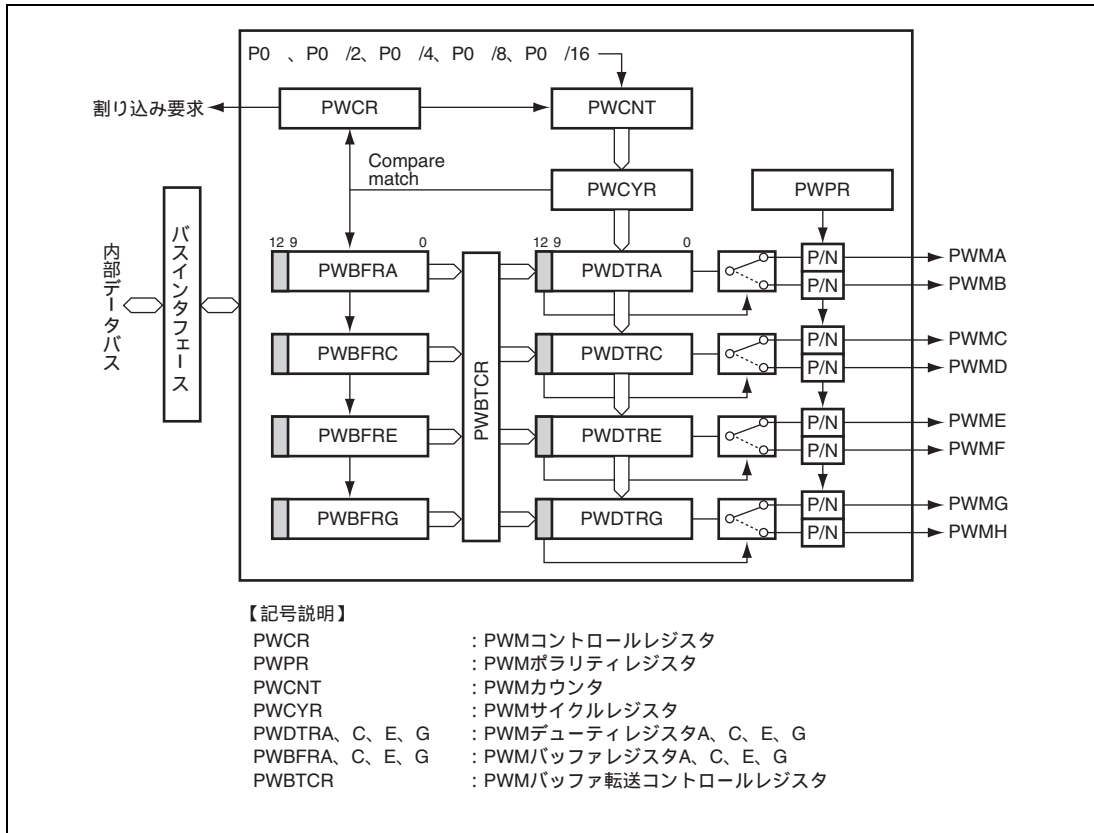 P0 、P0 /2、P0 /4、P0 /8、P0 /16
割り込み要求
PWCR
PWCNT
Compare
match
PWCYR
PWPR
内部データバス
バスインタフェース
12 9 0
PWBFRA
PWBTCR
12 9 0
PWDTRA
P/N
PWMA
P/N
PWMB
PWBFRC
PWDTRC
P/N
PWMC
P/N
PWMD
PWBFRE
PWDTRE
P/N
PWME
P/N
PWMF
PWBFRG
PWDTRG
P/N
PWMG
P/N
PWMH
【記号説明】
PWCR : PWMコントロールレジスタ
PWPR : PWMポラリティレジスタ
PWCNT : PWMカウンタ
PWCYR : PWMサイクルレジスタ
PWDTRA、C、E、G : PWMデューティレジスタA、C、E、G
PWBFRA、C、E、G : PWMバッファレジスタA、C、E、G
PWBTCR : PWMバッファ転送コントロールレジスタ